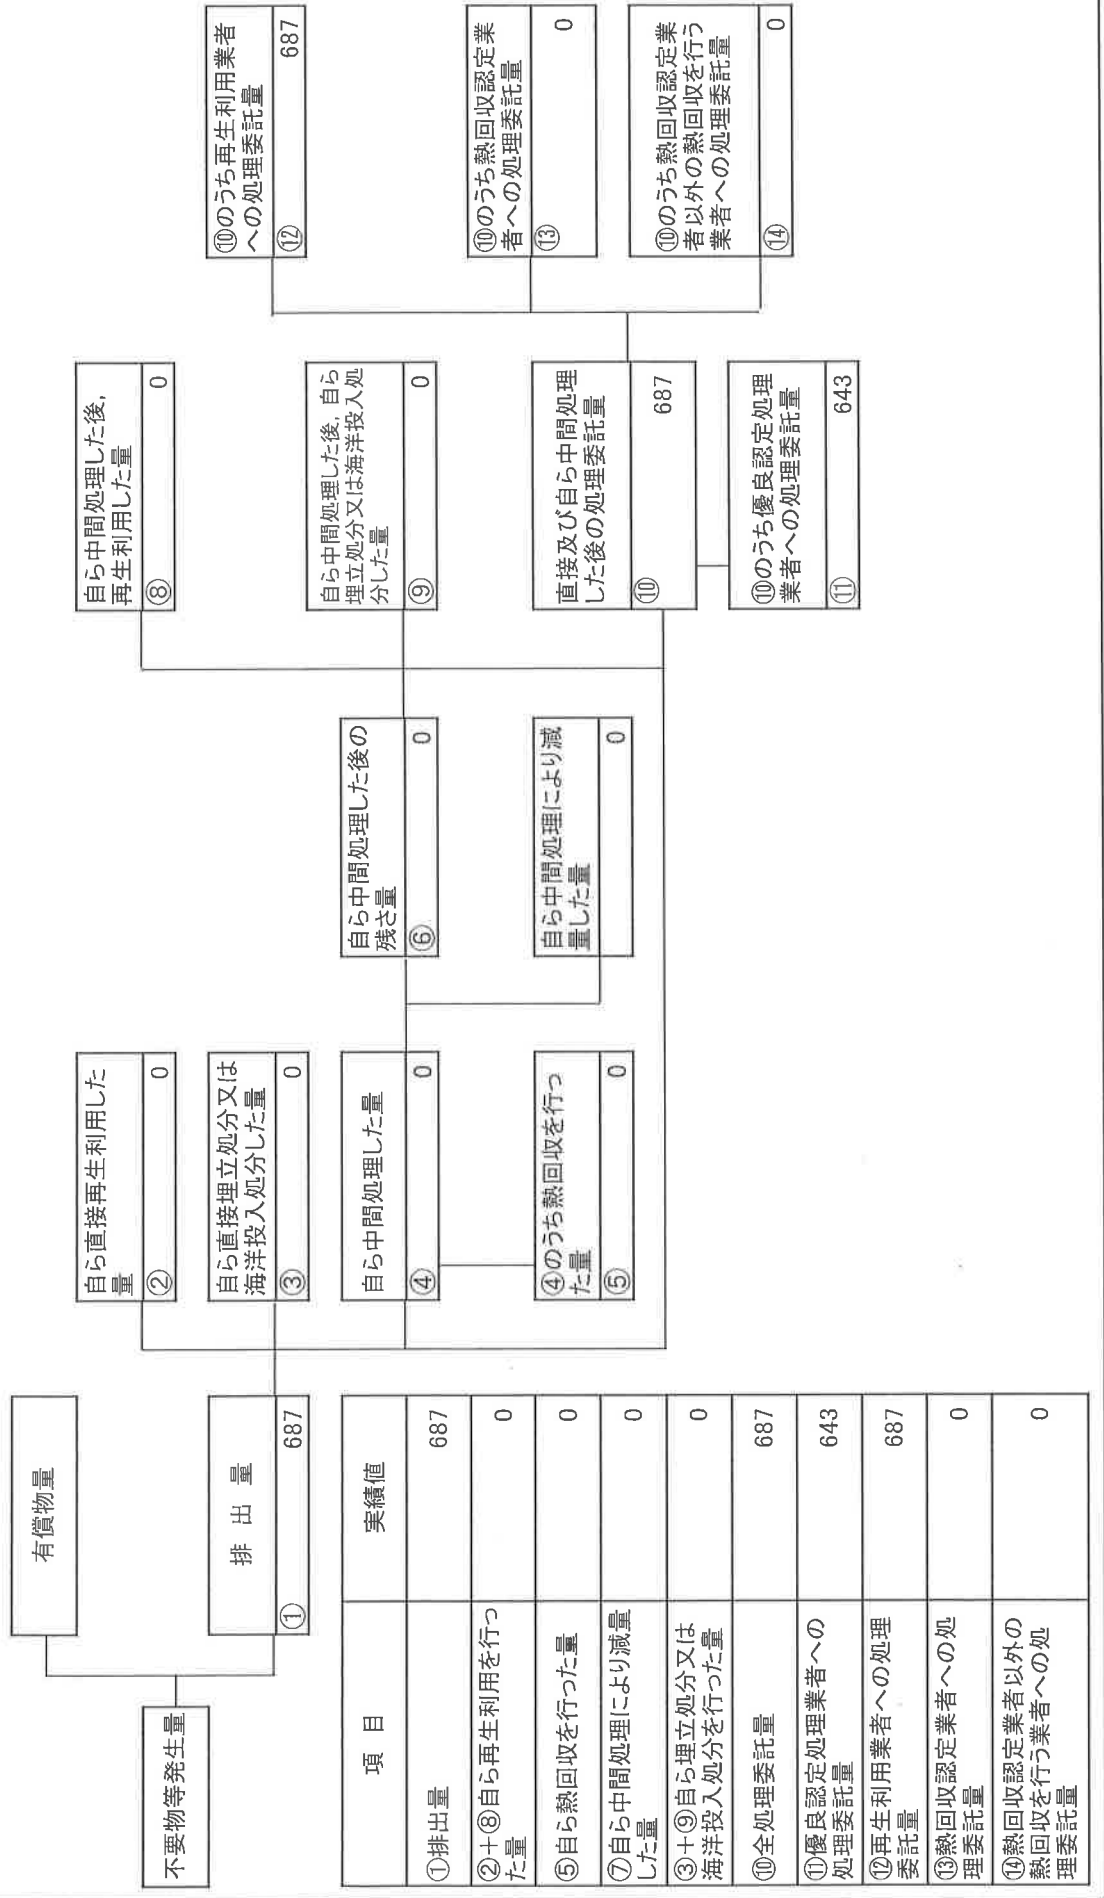 不要物等発生量
有償物量
排 出 量
① 687
自ら直接再生利用した
量
② 0
自ら直接埋立処分又は
海洋投入処分した量
③ 0
自ら中間処理した量
④ 0
④のうち熱回収を行っ
た量
⑤ 0
自ら中間処理した後の
残さ量
⑥ 0
自ら中間処理により減
量した量
0
自ら中間処理した後,
再生利用した量
⑧ 0
自ら中間処理した後, 自ら
埋立処分又は海洋投入処
分した量
⑨ 0
直接及び自ら中間処理
した後の処理委託量
⑩ 687
⑩のうち優良認定処理
業者への処理委託量
⑪ 643
⑩のうち再生利用業者
への処理委託量
⑫ 687
⑩のうち熱回収認定業
者への処理委託量
⑬ 0
⑩のうち熱回収認定業
者以外の熱回収を行う
業者への処理委託量
⑭ 0
項 目 実績値
①排出量 687
②+⑧自ら再生利用を行っ
た量 0
⑤自ら熱回収を行った量 0
⑦自ら中間処理により減量
した量 0
③+⑨自ら埋立処分又は
海洋投入処分を行った量 0
⑩全処理委託量 687
⑪優良認定処理業者への
処理委託量 643
⑫再生利用業者への処理
委託量 687
⑬熱回収認定業者への処
理委託量 0
⑭熱回収認定業者以外の
熱回収を行う業者への処
理委託量 0